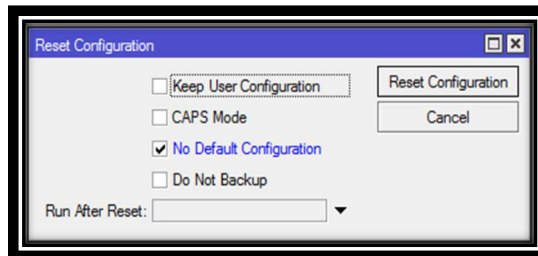 Reset Configuration
Keep User Configuration
Reset Configuration
CAPS Mode
Cancel
No Default Configuration
Do Not Backup
Run After Reset: